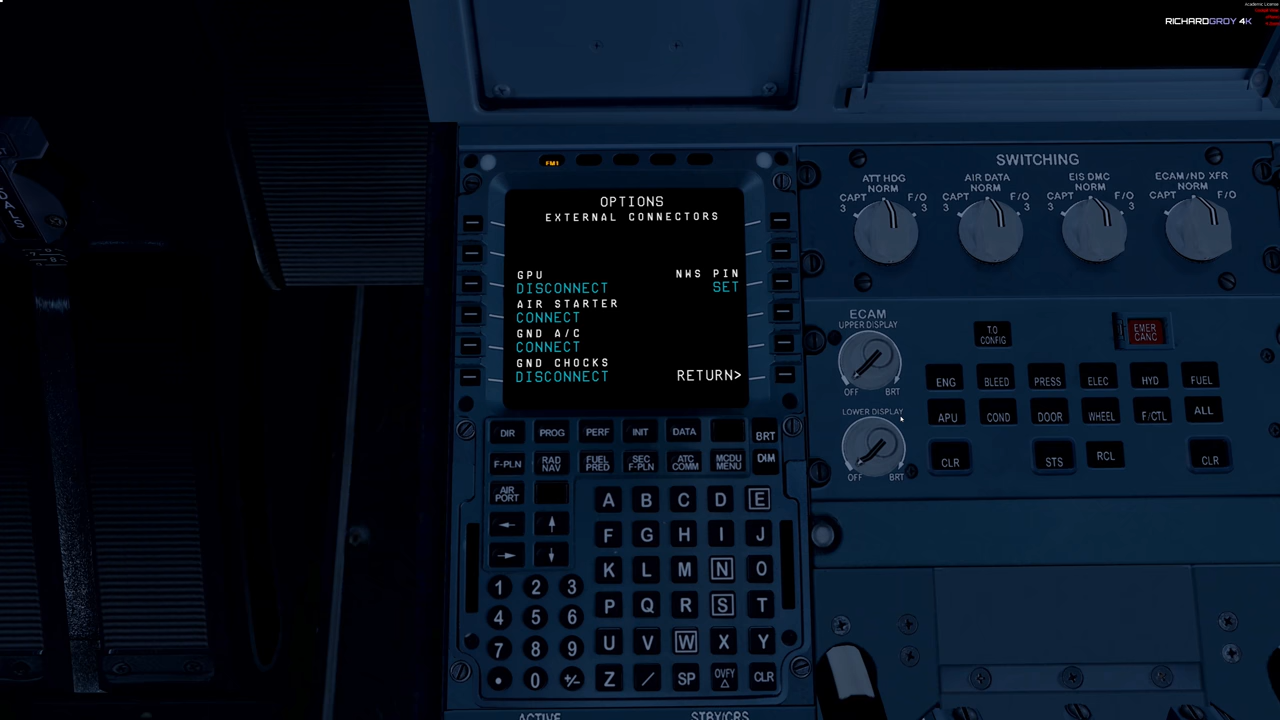 Academic License
RICHARDGROY 4K
FM1
OPTIONS
EXTERNAL CONNECTORS
GPU NWS PIN
DISCONNECT SET
AIR STARTER
CONNECT
GND A/C
CONNECT
GND CHOCKS
DISCONNECT RETURN>
DIR PROG PERF INIT DATA BRT
F-PLN RAD NAV FUEL PRED SEC F-PLN ATC COMM MCDU MENU DIM
AIR PORT
← ↑
→ ↓
A B C D E
F G H I J
K L M N O
P Q R S T
U V W X Y
Z / SP OVFY △ CLR
1 2 3
4 5 6
7 8 9
. 0 +/-
ACTIVE STBY/CRS
SWITCHING
ATT HDG AIR DATA EIS DMC ECAM/ND XFR
NORM NORM NORM NORM
CAPT F/O CAPT F/O CAPT F/O CAPT F/O
3 3 3 3 3 3
ECAM
UPPER DISPLAY
OFF BRT
LOWER DISPLAY
OFF BRT
T.O CONFIG
EMER CANC
ENG BLEED PRESS ELEC HYD FUEL
APU COND DOOR WHEEL F/CTL ALL
CLR STS RCL CLR